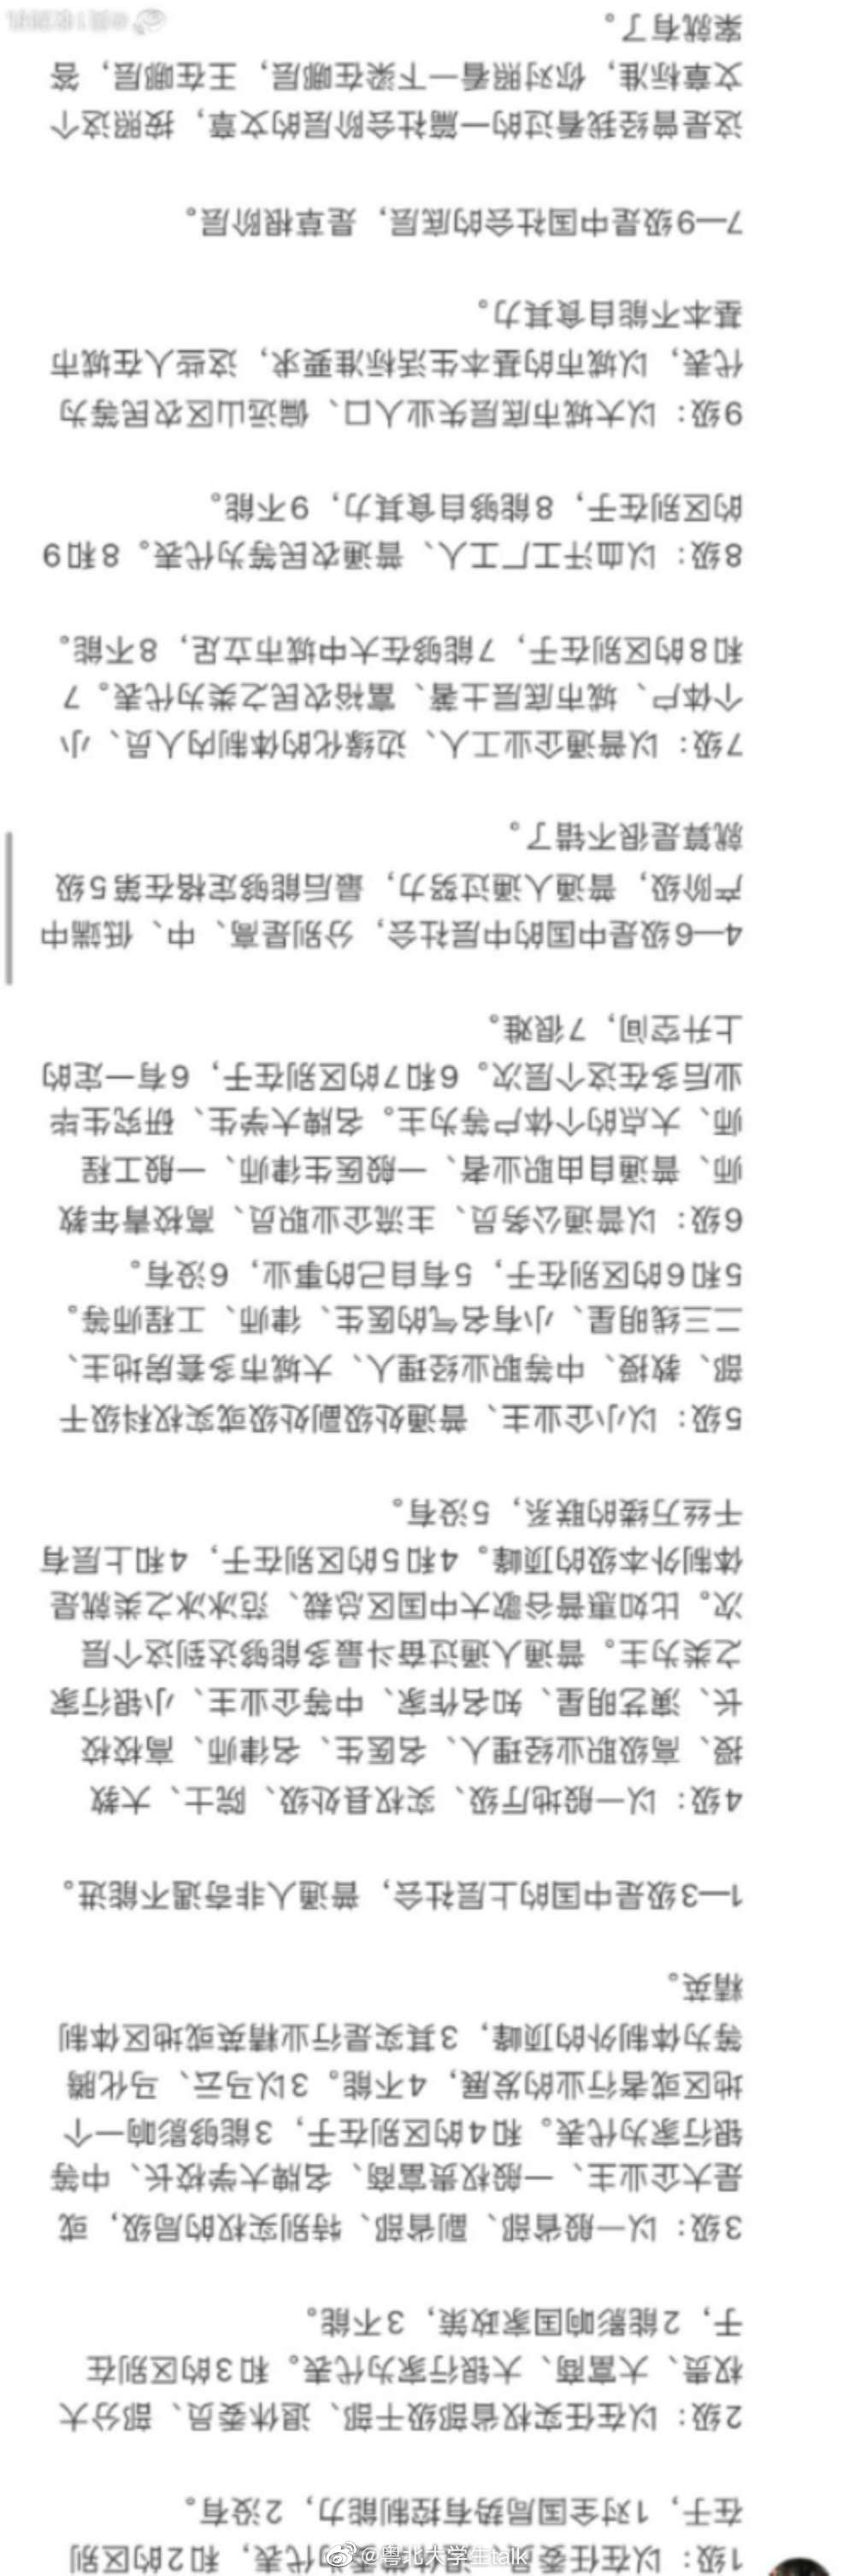 1级：以在任委员、
代表，和2的区别
在于，1对全国局势有控制能力，2没有。
2级：以在任实权省部级干部、退休委员、部分大
权贵、大富商、大银行家为代表。和3的区别在
于，2能影响国家政策，3不能。
3级：以一般省部、副省部、特别实权的局级，或
是大企业主、一般权贵富商、名牌大学校长、中等
银行家为代表。和4的区别在于，3能够影响一个
地区或者行业的发展，4不能。3以马云、马化腾
等为体制外的顶峰，3其实是行业精英或地区体制
精英。
1—3级是中国的上层社会，普通人非奇遇不能进。
4级：以一般地厅级、实权县处级、院士、大教
授、高级职业经理人、名医生、名律师、高校校
长、演艺明星、知名作家、中等企业主、小银行家
之类为主。普通人通过奋斗最多能够达到这个层
次。比如惠普谷歌大中国区总裁、范冰冰之类就是
体制外本级的顶峰。4和5的区别在于，4和上层有
千丝万缕的联系，5没有。
5级：以小企业主、普通处级副处级或实权科级干
部、教授、中等职业经理人、大城市多套房地主、
二三线明星、小有名气的医生、律师、工程师等。
5和6的区别在于，5有自己的事业，6没有。
6级：以普通公务员、主流企业职员、高校青年教
师、普通自由职业者、一般医生律师、一般工程
师、大点的个体户等为主。名牌大学生、研究生毕
业后多在这个层次。6和7的区别在于，6有一定的
上升空间，7很难。
4—6级是中国的中层社会，分别是高、中、低端中
产阶级，普通人通过努力，最后能够定格在第5级
就算是很不错了。
7级：以普通企业工人、边缘化的体制内人员、小
个体户、城市底层土著、富裕农民之类为代表。7
和8的区别在于，7能够在大中城市立足，8不能。
8级：以血汗工厂工人、普通农民等为代表。8和9
的区别在于，8能够自食其力，9不能。
9级：以大城市底层失业人口、偏远山区农民等为
代表，以城市的基本生活标准要求，这些人在城市
基本不能自食其力。
7—9级是中国社会的底层，是草根阶层。
这是曾经我看过的一篇社会阶层的文章，按照这个
文章标准，你对照看一下梁在哪层，王在哪层，答
案就有了。
@粤北大学生talk